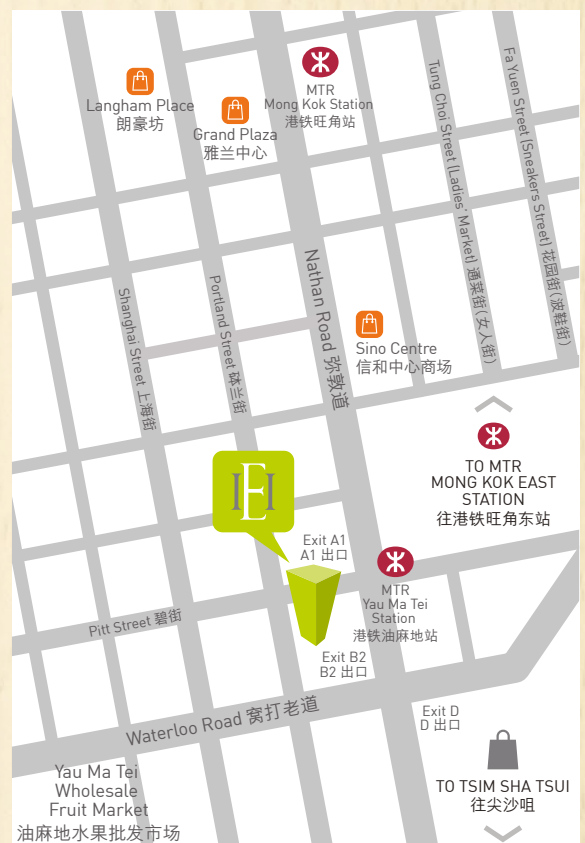 Langham Place
朗豪坊
Grand Plaza
雅兰中心
MTR
Mong Kok Station
港铁旺角站
Tung Choi Street (Ladies' Market) 通菜街(女人街)
Fa Yuen Street (Sneakers Street) 花园街(波鞋街)
Shanghai Street 上海街
Portland Street 砵兰街
Nathan Road 弥敦道
Sino Centre
信和中心商场
TO MTR
MONG KOK EAST
STATION
往港铁旺角东站
IEI
Exit A1
A1 出口
MTR
Yau Ma Tei
Station
港铁油麻地站
Pitt Street 碧街
Exit B2
B2 出口
Waterloo Road 窝打老道
Exit D
D 出口
Yau Ma Tei
Wholesale
Fruit Market
油麻地水果批发市场
TO TSIM SHA TSUI
往尖沙咀